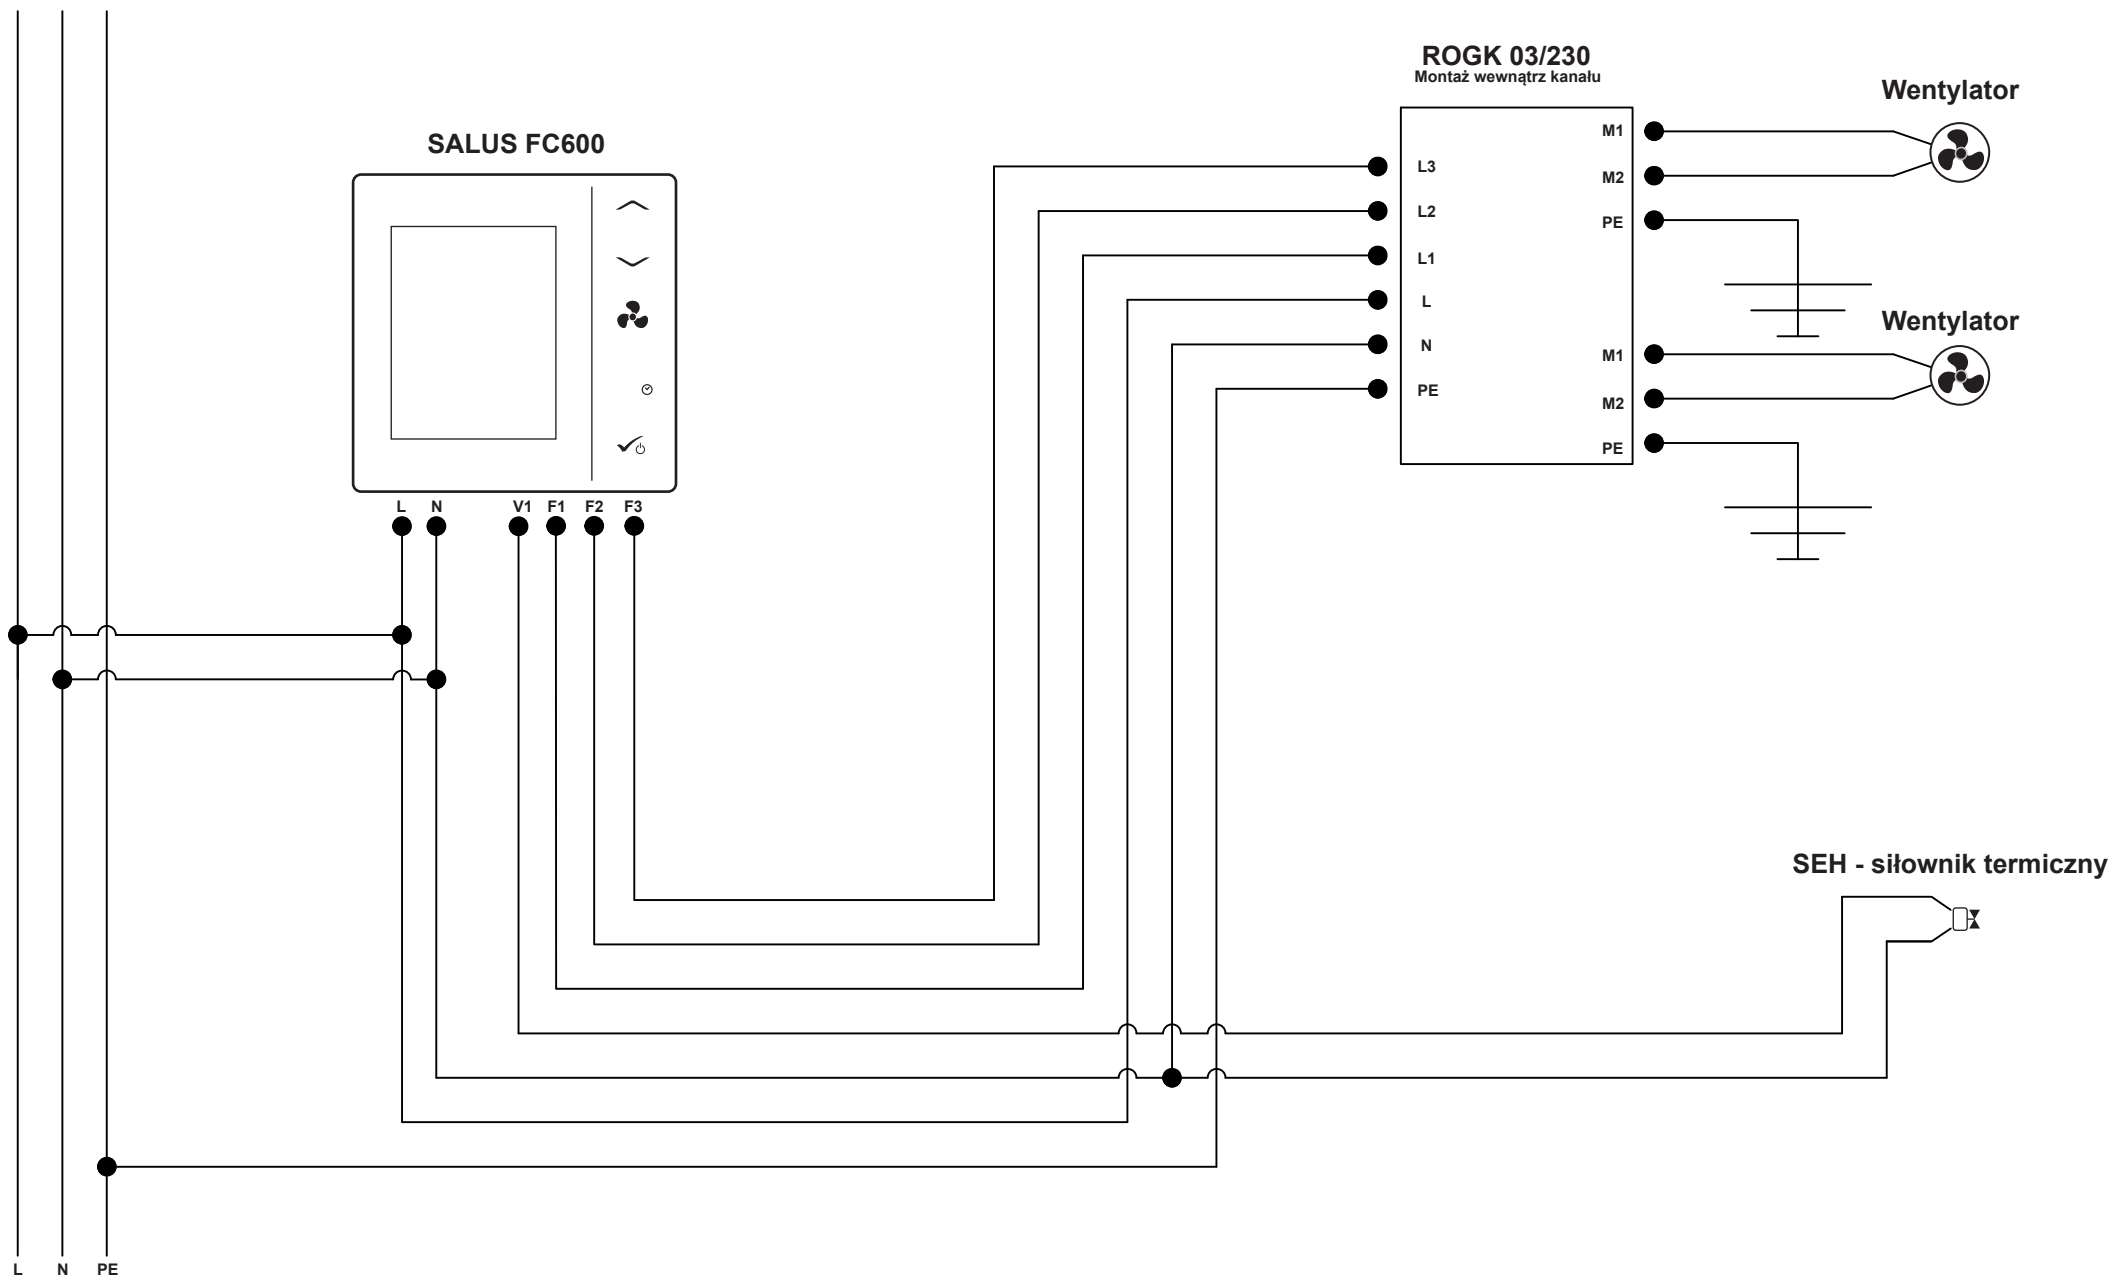 ROGK 03/230
Montaż wewnątrz kanału
Wentylator
SALUS FC600
M1
L3
M2
L2
PE
L1
L
Wentylator
N
M1
PE
M2
PE
L N V1 F1 F2 F3
SEH - siłownik termiczny
L N PE